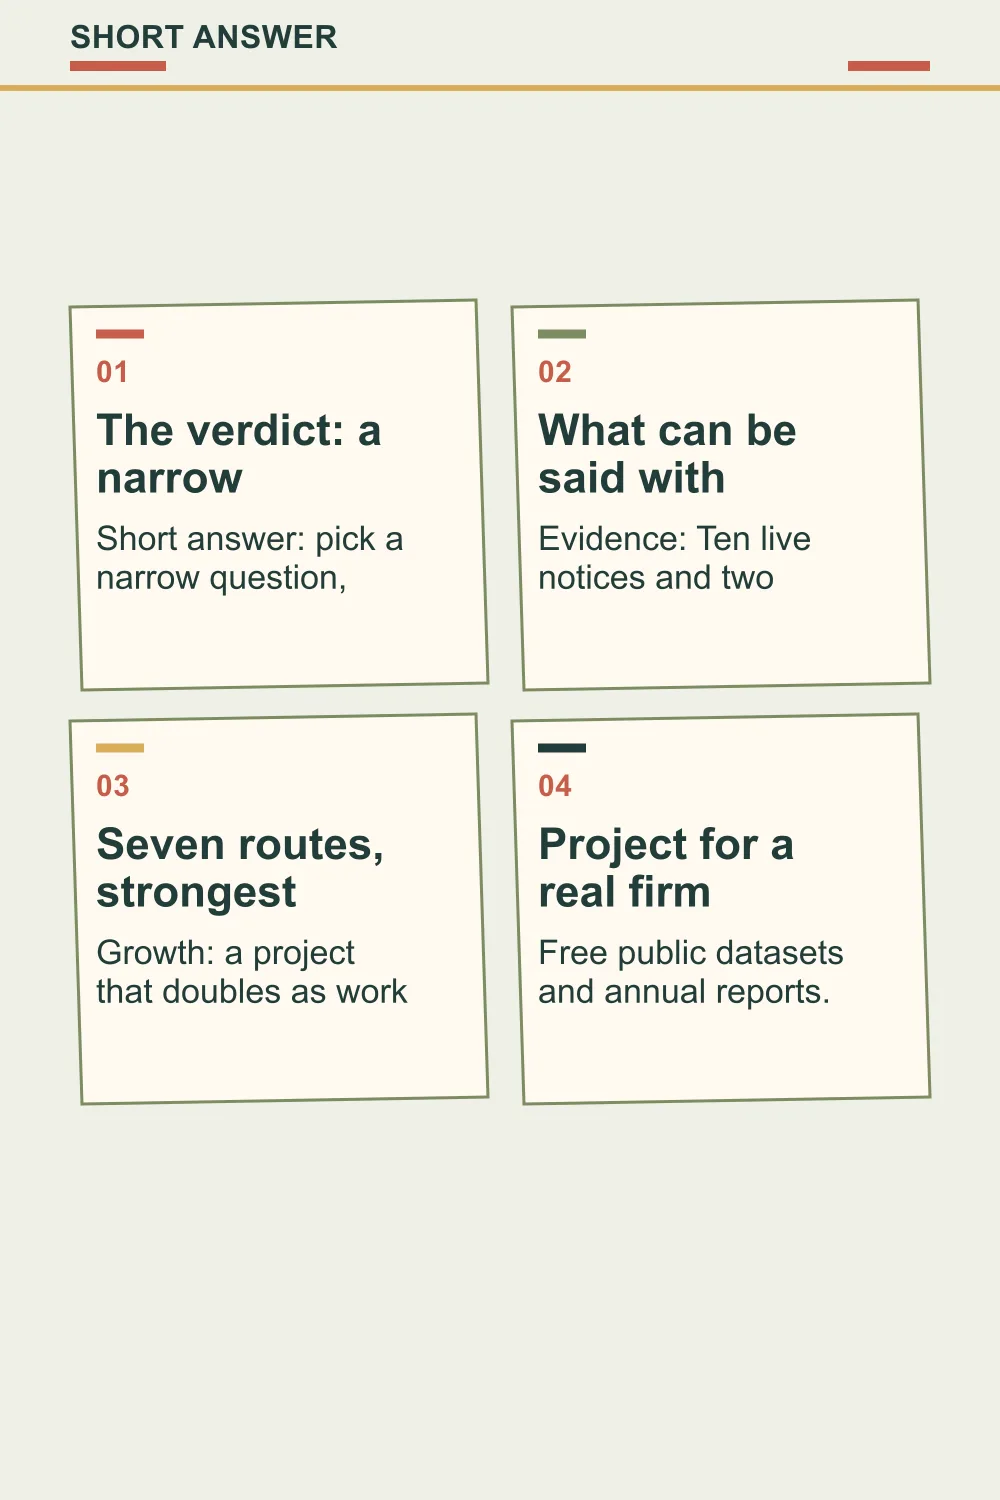 SHORT ANSWER
01
The verdict: a
narrow
Short answer: pick a
narrow question,
02
What can be
said with
Evidence: Ten live
notices and two
03
Seven routes,
strongest
Growth: a project
that doubles as work
04
Project for a
real firm
Free public datasets
and annual reports.